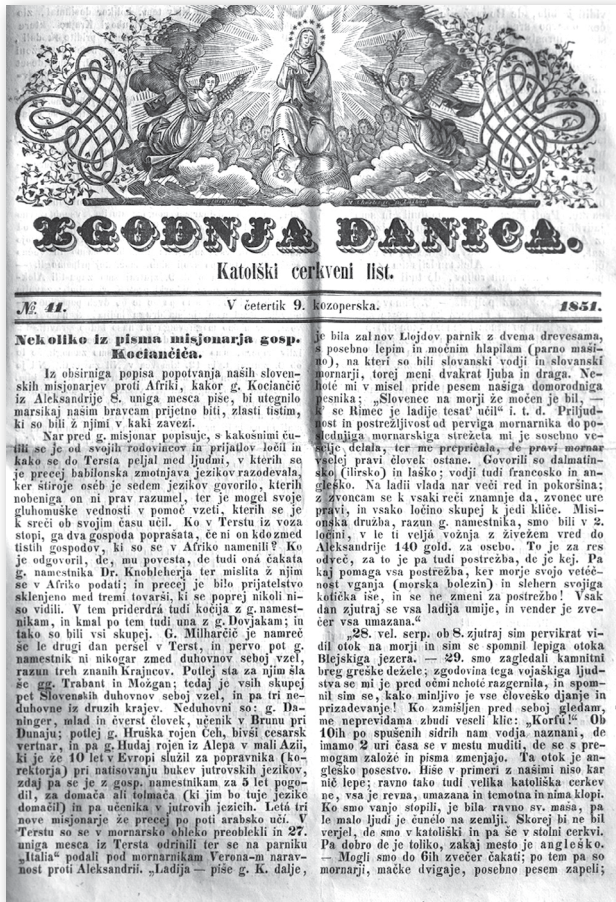 ZGODNJA DANICA.
Katolški cerkveni list.
№. 41.
V četertik 9. kozoperska.
1851.
Nekoliko iz pisma misjonarja gosp.
Kociančiča.
Iz obširniga popisa popotvanja naših sloven-
skih misjonarjev proti Afriki, kakor g. Kociančič
iz Aleksandrije 8. uniga mesca piše, bi utegnilo
marsikaj našim bravcam prijetno biti, zlasti tistim,
ki so bili ž njimi v kaki zavezi.
Nar pred g. misjonar popisuje, s kakošnimi ču-
tili se je od svojih rodovincov in prijatlov ločil in
kako se do Tersta peljal med ljudmi, v kterih se
je precej babilonska zmotnjava jezikov razodevala,
ker štirje oséb je sedem jezikov govorilo, kterih
nobeniga on ni prav razumel, ter je mogel svoje
gluhomuške vednosti v pomoč vzeti, kterih se je
k sreči ob svojim času učil. Ko v Terstu iz voza
stopi, ga dva gospoda poprašata, če ni on kdo zmed
tistih gospodov, ki so se v Afriko namenili? Ko
je odgovoril, de, mu povesta, de tudi ona čakata
g. namestnika Dr. Knobleherja ter mislita ž njim
se v Afriko podati; in precej je bilo prijatelstvo
sklenjeno med tremi tovarši, ki se poprej nikoli ni-
so vidili. V tem priderdrá tudi kočija z g. namest-
nikam, in kmal po tem tudi una z g. Dovjakam; in
tako so bili vsi skupej. G. Milharčič je namreč
še le drugi dan peršel v Terst, in pervo pot g.
namestnik ni nikogar zmed duhovnov seboj vzel,
razun treh znanih Krajncov. Potlej sta za njim šla
še gg. Trabant in Možgan; tedaj je vsih skupej
pet Slovenskih duhovnov seboj vzel, in pa tri ne-
duhovne iz druzih krajev. Neduhovni so: g. Da-
ninger, mlad in čverst človek, učenik v Brunu pri
Dunaju; potlej g. Hruška rojen Čeh, bivši cesarsk
vertnar, in pa g. Hudaj rojen iz Alepa v mali Azii,
ki je že 10 let v Evropi služil za popravnika (ko-
rektorja) pri natisovanju bukev jutrovskih jezikov,
zdaj pa se je z gosp. namestnikam za 5 let pogo-
dil, za domača ali tolmača (ki jim bo tuje jezike
domačil) in pa učenika v jutrovih jezicih. Letá tri
nove misjonarje že precej po poti arabsko učí. V
Terstu so se v mornarsko obleko preoblekli in 27.
uniga mesca iz Tersta odrinili ter se na parniku
„Italia“ podali pod mornarnikam Verona-m narav-
nost proti Aleksandrii. „Ladija — piše g. K. dalje,
je bila zal nov Llojdov parnik z dvema drevesama,
s posebno lepim in močnim hlapilam (parno maši-
no), na kteri so bili slovanski vodji in slovanski
mornarji, torej meni dvakrat ljuba in draga. Ne-
hoté mi v misel pride pesem našiga domorodniga
pesnika; „Slovenec na morji že močen je bil, —
k' se Rimec je ladije tesat' učil“ i. t. d. Priljud-
nost in postrežljivost od perviga mornarnika do po-
slednjiga mornarskiga strežeta mi je sosebno ve-
selje delala, ter me prepričala, de pravi mornar
vselej pravi človek ostane. Govorili so dalmatin-
sko (ilirsko) in laško; vodji tudi francosko in an-
gleško. Na ladii vlada nar veči red in pokoršina;
z zvoncam se k vsaki reči znamnje da, zvonec ure
pravi, in vsako ločino skupej k jedi kliče. Misi-
onska družba, razun g. namestnika, smo bili v 2.
ločini, v le ti veljá vožnja z živežem vred do
Aleksandrije 140 gold. za osebo. To je za res
odveč, za to je pa tudi postrežba, de je kej. Pa
kaj pomaga vsa postrežba, ker morje svojo vetéč-
nost vganja (morska bolezin) in slehern svojiga
kotička iše, in se ne zmeni za postrežbo! Vsak
dan zjutraj se vsa ladija umije, in vender je zve-
čer vsa umazana.“
„28. vel. serp. ob 8. zjutraj sim pervikrat vi-
dil otok na morji in sim se spomnil lepiga otoka
Blejskiga jezera. — 29. smo zagledali kamnitni
breg greške dežele; zgodovina tega vojaškiga ljud-
stva se mi je pred očmi nehoté razgernila, in spom-
nil sim se, kako minljivo je vse človeško djanje in
prizadevanje! Ko zamišljen pred seboj gledam,
me neprevidama zbudi veseli klic: „Korfú!“ Ob
10ih po spušenih sidrih nam vodja naznani, de
imamo 2 uri časa se v mestu muditi, de se s pre-
mogam založé in pisma zmenjajo. Ta otok je an-
gleško posestvo. Hiše v primeri z našimi niso kar
nič lepe; ravno tako tudi velika katolška cerkev
ne, vsa je revna, umazana in temotna in nima klopi.
Ko smo vanjo stopili, je bila ravno sv. maša, pa
le malo ljudi je čunélo na zemlji. Skorej bi ne bil
verjel, de smo v katolški in pa še v stolni cerkvi.
Pa dobro de je toliko, zakaj mesto je angleško.
— Mogli smo do 6ih zvečer čakati; po tem pa so
mornarji, mačke dvigaje, posebno pesem zapeli;